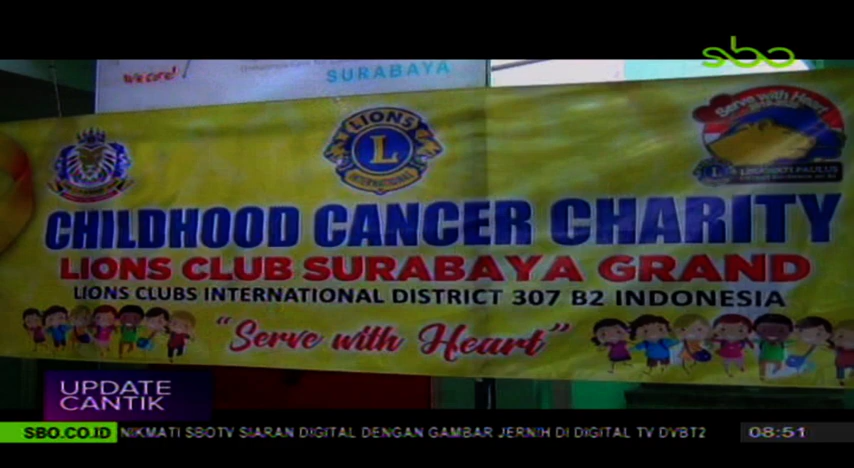 sbo
We care!
SURABAYA
LIONS
L
INTERNATIONAL
Serve with Heart
CHILDHOOD CANCER CHARITY
LIONS CLUB SURABAYA GRAND
LIONS CLUBS INTERNATIONAL DISTRICT 307 B2 INDONESIA
"Serve with Heart"
UPDATE
CANTIK
SBO.CO.ID NIKMATI SBOTV SIARAN DIGITAL DENGAN GAMBAR JERNIH DI DIGITAL TV DVBT2 08:51